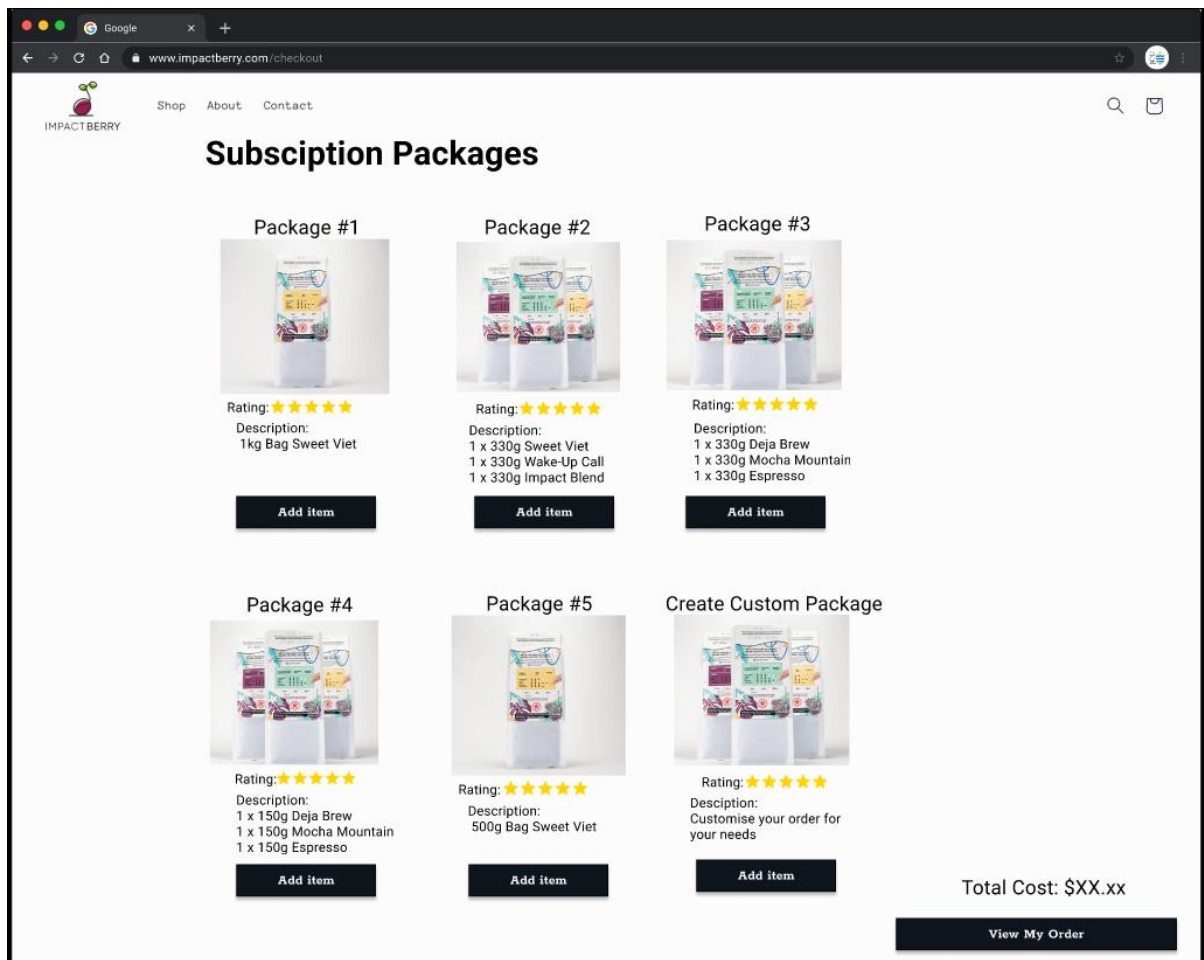 Google
www.impactberry.com/checkout
IMPACTBERRY
Shop About Contact
Subsciption Packages
Package #1
Rating:
Description:
1kg Bag Sweet Viet
Add item
Package #2
Rating:
Description:
1 x 330g Sweet Viet
1 x 330g Wake-Up Call
1 x 330g Impact Blend
Add item
Package #3
Rating:
Description:
1 x 330g Deja Brew
1 x 330g Mocha Mountain
1 x 330g Espresso
Add item
Package #4
Rating:
Description:
1 x 150g Deja Brew
1 x 150g Mocha Mountain
1 x 150g Espresso
Add item
Package #5
Rating:
Description:
500g Bag Sweet Viet
Add item
Create Custom Package
Rating:
Desciption:
Customise your order for
your needs
Add item
Total Cost: $XX.xx
View My Order